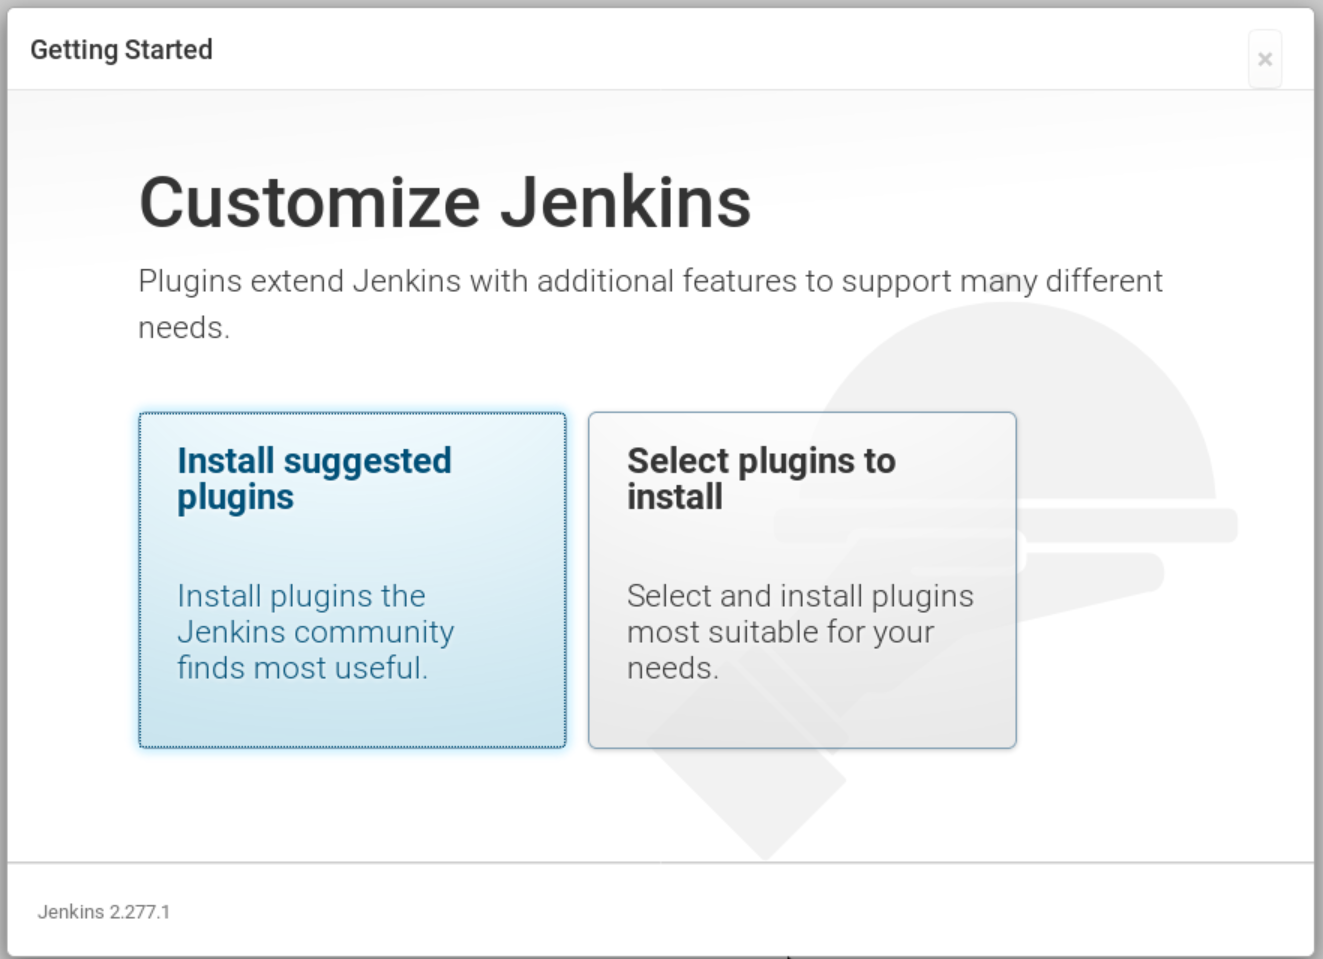 Getting Started
×
Customize Jenkins
Plugins extend Jenkins with additional features to support many different
needs.
Install suggested
plugins
Install plugins the
Jenkins community
finds most useful.
Select plugins to
install
Select and install plugins
most suitable for your
needs.
Jenkins 2.277.1